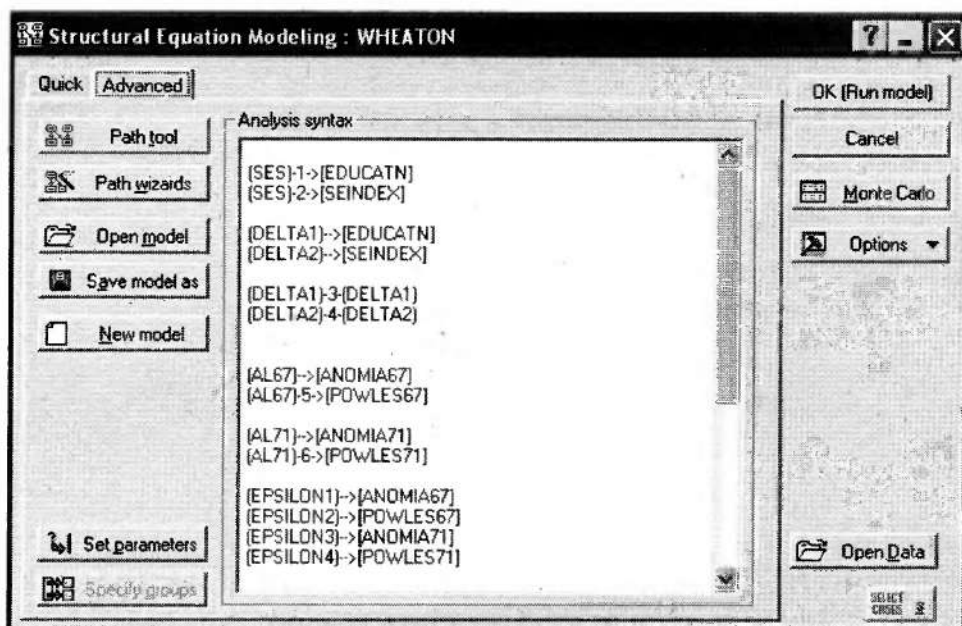 Structural Equation Modeling : WHEATON
Quick Advanced
Path tool
Path wizards
Open model
Save model as
New model
Set parameters
Specify groups
Analysis syntax
(SES)-1->[EDUCATN]
(SES)-2->[SEINDEX]
(DELTA1)-->[EDUCATN]
(DELTA2)-->[SEINDEX]
(DELTA1)-3-(DELTA1)
(DELTA2)-4-(DELTA2)
(AL67)-->[ANOMIA67]
(AL67)-5->[POWLES67]
(AL71)-->[ANOMIA71]
(AL71)-6->[POWLES71]
(EPSILON1)-->[ANOMIA67]
(EPSILON2)-->[POWLES67]
(EPSILON3)-->[ANOMIA71]
(EPSILON4)-->[POWLES71]
OK (Run model)
Cancel
Monte Carlo
Options
Open Data
SELECT
CASES S